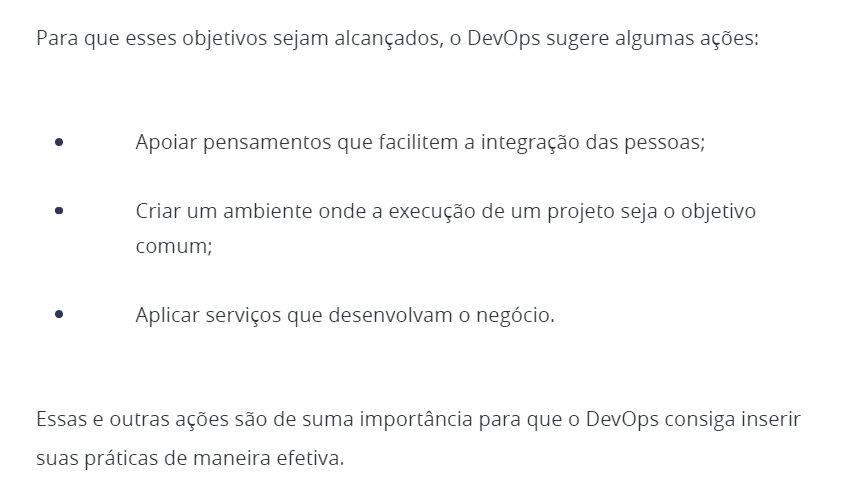 Para que esses objetivos sejam alcançados, o DevOps sugere algumas ações:
• Apoiar pensamentos que facilitem a integração das pessoas;
• Criar um ambiente onde a execução de um projeto seja o objetivo
comum;
• Aplicar serviços que desenvolvam o negócio.
Essas e outras ações são de suma importância para que o DevOps consiga inserir
suas práticas de maneira efetiva.